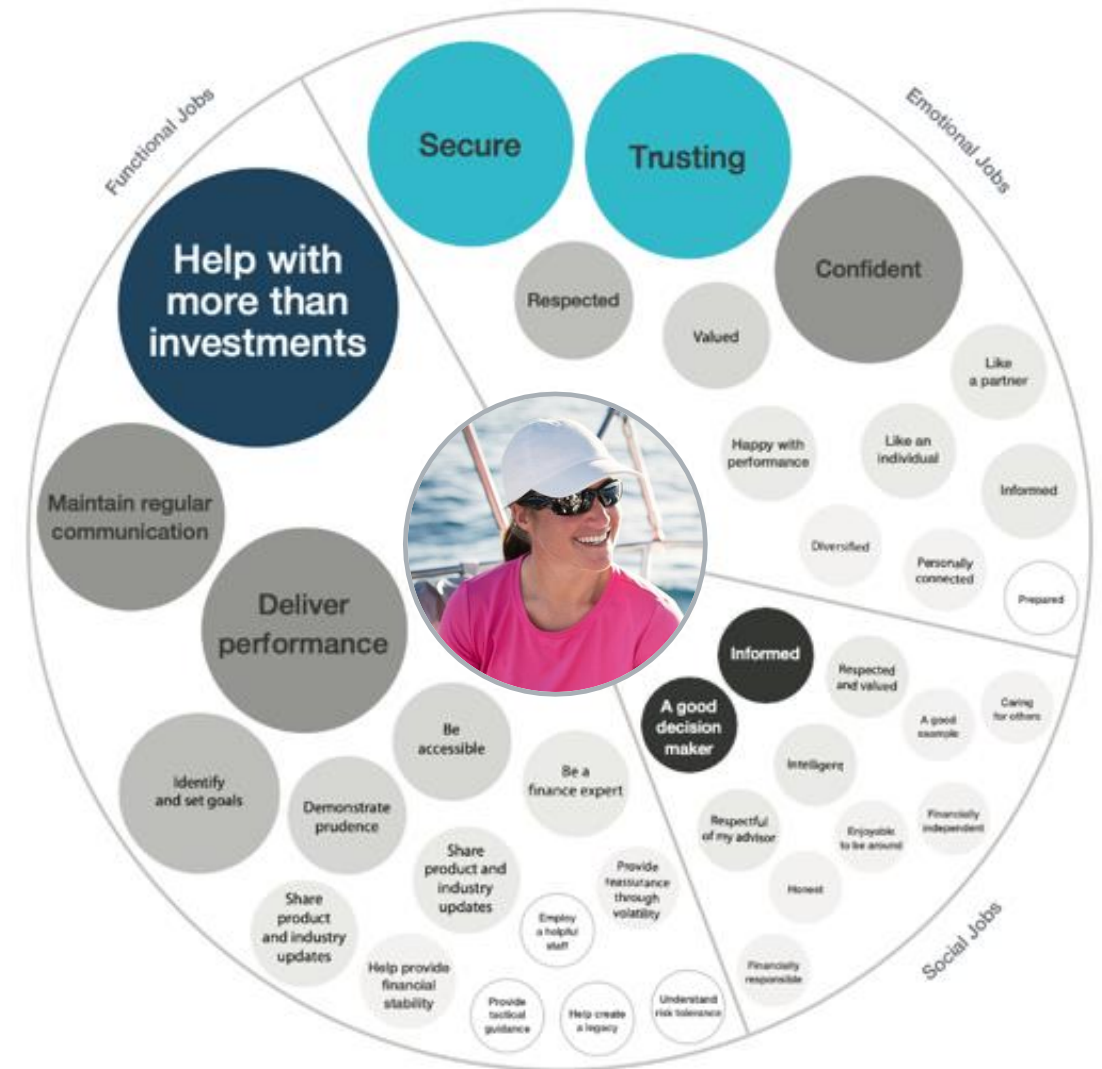 Functional Jobs
Help with
more than
investments
Maintain regular
communication
Deliver
performance
Identify
and set goals
Demonstrate
prudence
Be
accessible
Be a
finance expert
Share
product and
industry
updates
Share
product
and industry
updates
Help provide
financial
stability
Employ
a helpful
staff
Provide
reassurance
through
volatility
Provide
tactical
guidance
Help create
a legacy
Understand
risk tolerance
Emotional Jobs
Secure
Trusting
Confident
Respected
Valued
Like
a partner
Happy with
performance
Like an
individual
Informed
Diversified
Personally
connected
Prepared
Social Jobs
Informed
A good
decision
maker
Respected
and valued
A good
example
Caring
for others
Intelligent
Respectful
of my advisor
Enjoyable
to be around
Financially
independent
Honest
Financially
responsible